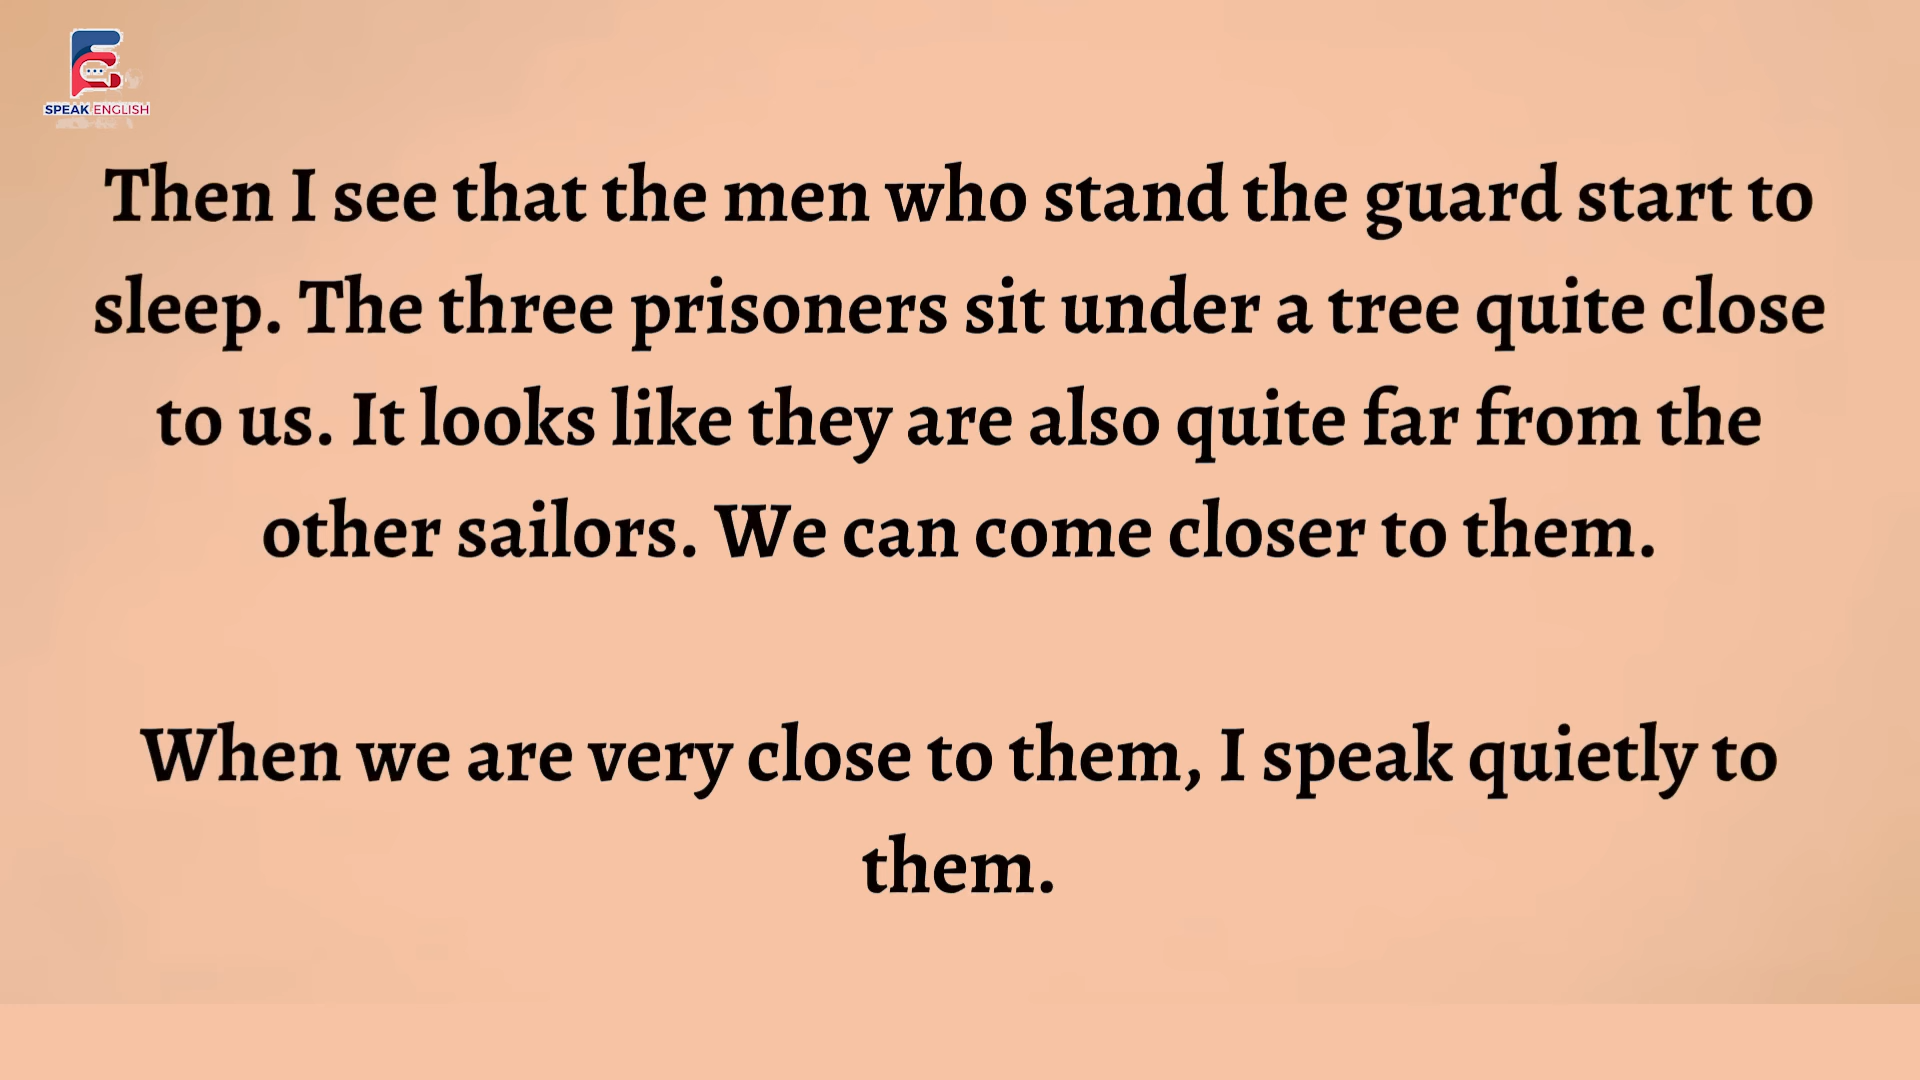 SPEAK ENGLISH
Then I see that the men who stand the guard start to
sleep. The three prisoners sit under a tree quite close
to us. It looks like they are also quite far from the
other sailors. We can come closer to them.
When we are very close to them, I speak quietly to
them.